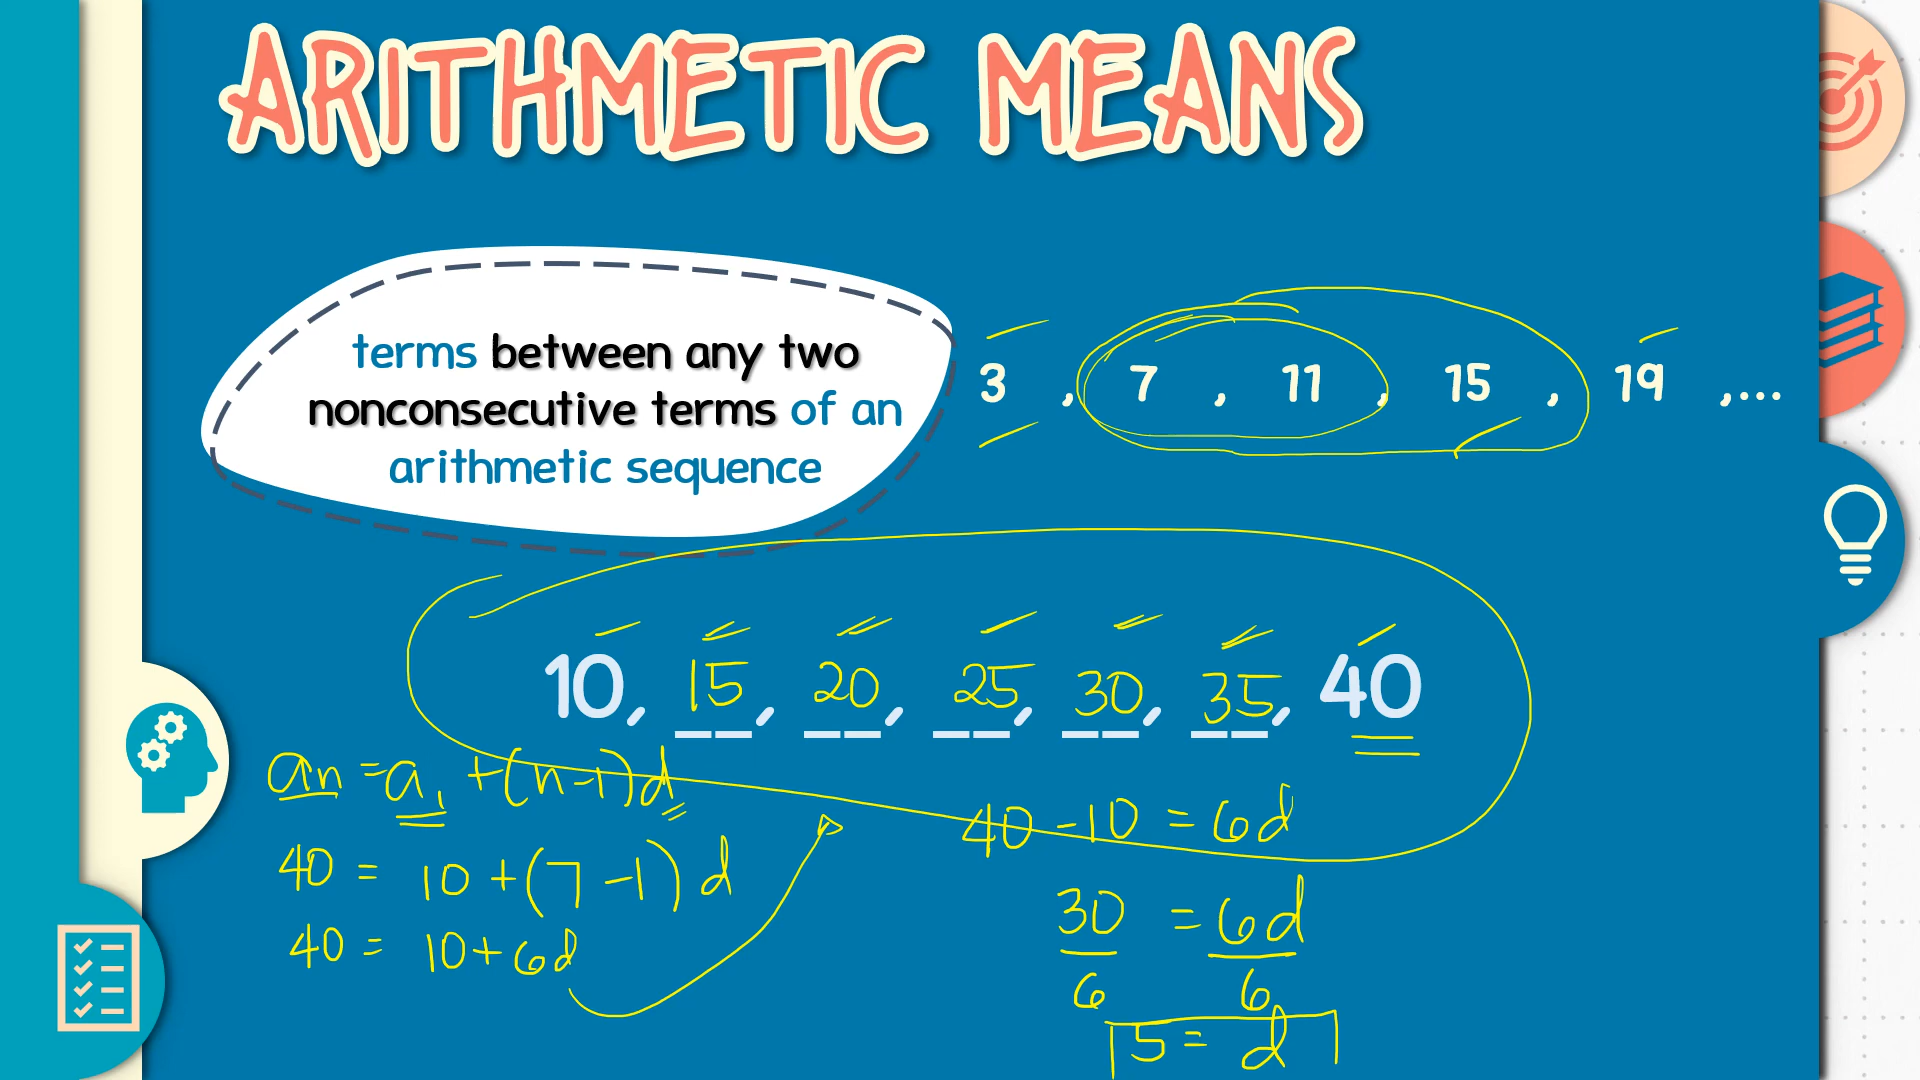 ARITHMETIC MEANS
terms between any two
nonconsecutive terms of an
arithmetic sequence
3 , 7 , 11 , 15 , 19 ,...
10, 15, 20, 25, 30, 35, 40
an = a1 + (n-1)d
40 = 10 + (7-1) d
40 = 10 + 6d
40 - 10 = 6d
30 = 6d
6 6
5 = d